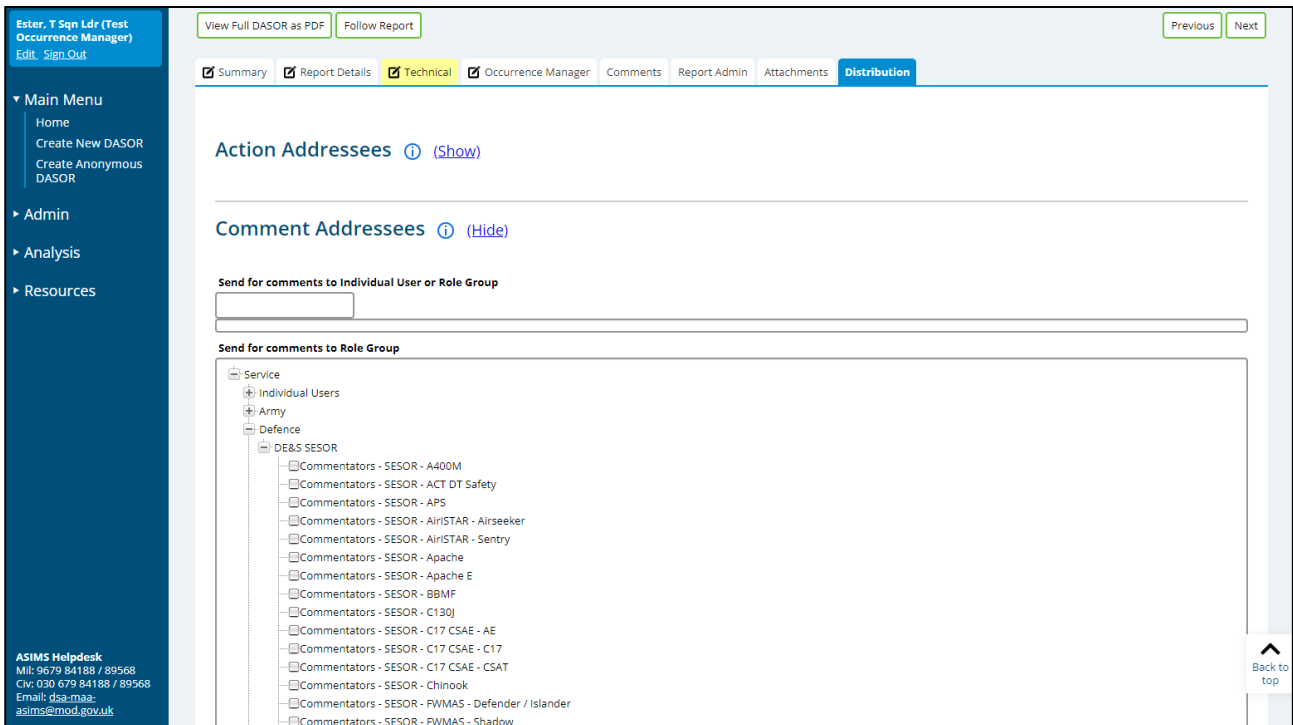 Ester, T Sqn Ldr (Test
Occurrence Manager)
Edit Sign Out
Main Menu
Home
Create New DASOR
Create Anonymous
DASOR
Admin
Analysis
Resources
ASIMS Helpdesk
Mil: 9679 84188 / 89568
Civ: 030 679 84188 / 89568
Email: dsa-maa-
asims@mod.gov.uk
View Full DASOR as PDF Follow Report Previous Next
Summary Report Details Technical Occurrence Manager Comments Report Admin Attachments Distribution
Action Addressees (Show)
Comment Addressees (Hide)
Send for comments to Individual User or Role Group
Send for comments to Role Group
Service
Individual Users
Army
Defence
DE&S SESOR
Commentators - SESOR - A400M
Commentators - SESOR - ACT DT Safety
Commentators - SESOR - APS
Commentators - SESOR - AirISTAR - Airseeker
Commentators - SESOR - AirISTAR - Sentry
Commentators - SESOR - Apache
Commentators - SESOR - Apache E
Commentators - SESOR - BBMF
Commentators - SESOR - C130J
Commentators - SESOR - C17 CSAE - AE
Commentators - SESOR - C17 CSAE - C17
Commentators - SESOR - C17 CSAE - CSAT
Commentators - SESOR - Chinook
Commentators - SESOR - FWMAS - Defender / Islander
Commentators - SESOR - FWMAS - Shadow
Back to
top